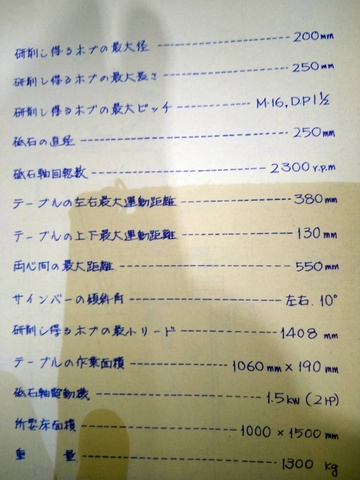 研削し得るホブの最大径 200mm
研削し得るホブの最大長さ 250mm
研削し得るホブの最大ピッチ M.16, DP1½
砥石の直径 250mm
砥石軸回転数 2300 r.p.m
テーブルの左右最大運動距離 380mm
テーブルの上下最大運動距離 130mm
両心間の最大距離 550mm
サインバーの傾斜角 左右. 10°
研削し得るホブの最小リード 1408 mm
テーブルの作業面積 1060mm×190mm
砥石軸電動機 1.5kw (2HP)
所要床面積 1000×1500mm
重量 1300 kg